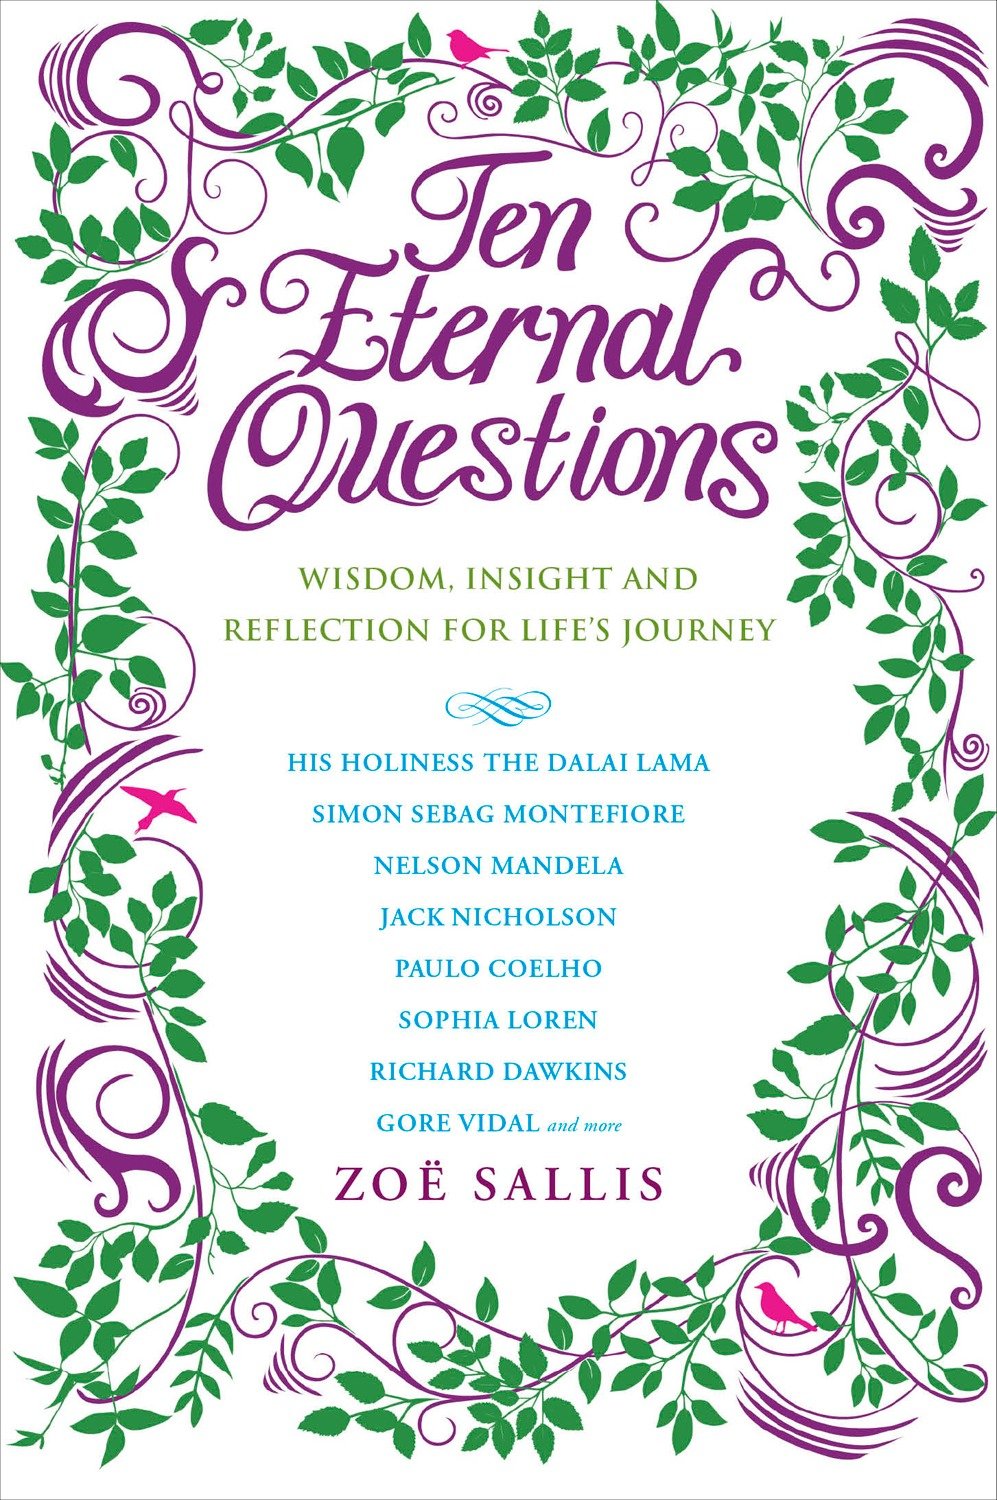 Ten
Eternal
Questions
WISDOM, INSIGHT AND
REFLECTION FOR LIFE'S JOURNEY
HIS HOLINESS THE DALAI LAMA
SIMON SEBAG MONTEFIORE
NELSON MANDELA
JACK NICHOLSON
PAULO COELHO
SOPHIA LOREN
RICHARD DAWKINS
GORE VIDAL and more
ZOË SALLIS